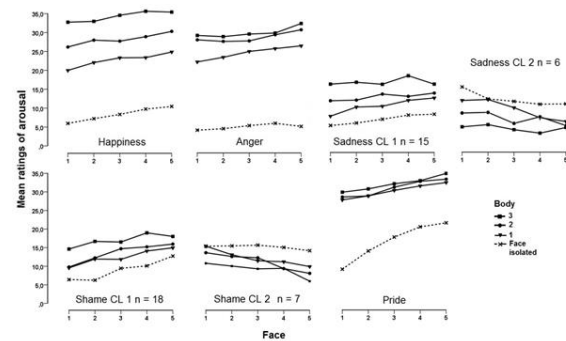 Mean ratings of arousal
35,0
30,0
25,0
20,0
15,0
10,0
5,0
,0
1 2 3 4 5
Happiness
1 2 3 4 5
Anger
1 2 3 4 5
Sadness CL 1 n = 15
1 2 3 4 5
Sadness CL 2 n = 6
35,0
30,0
25,0
20,0
15,0
10,0
5,0
,0
1 2 3 4 5
Shame CL 1 n = 18
1 2 3 4 5
Shame CL 2 n = 7
1 2 3 4 5
Pride
Body
3
2
1
Face
isolated
Face